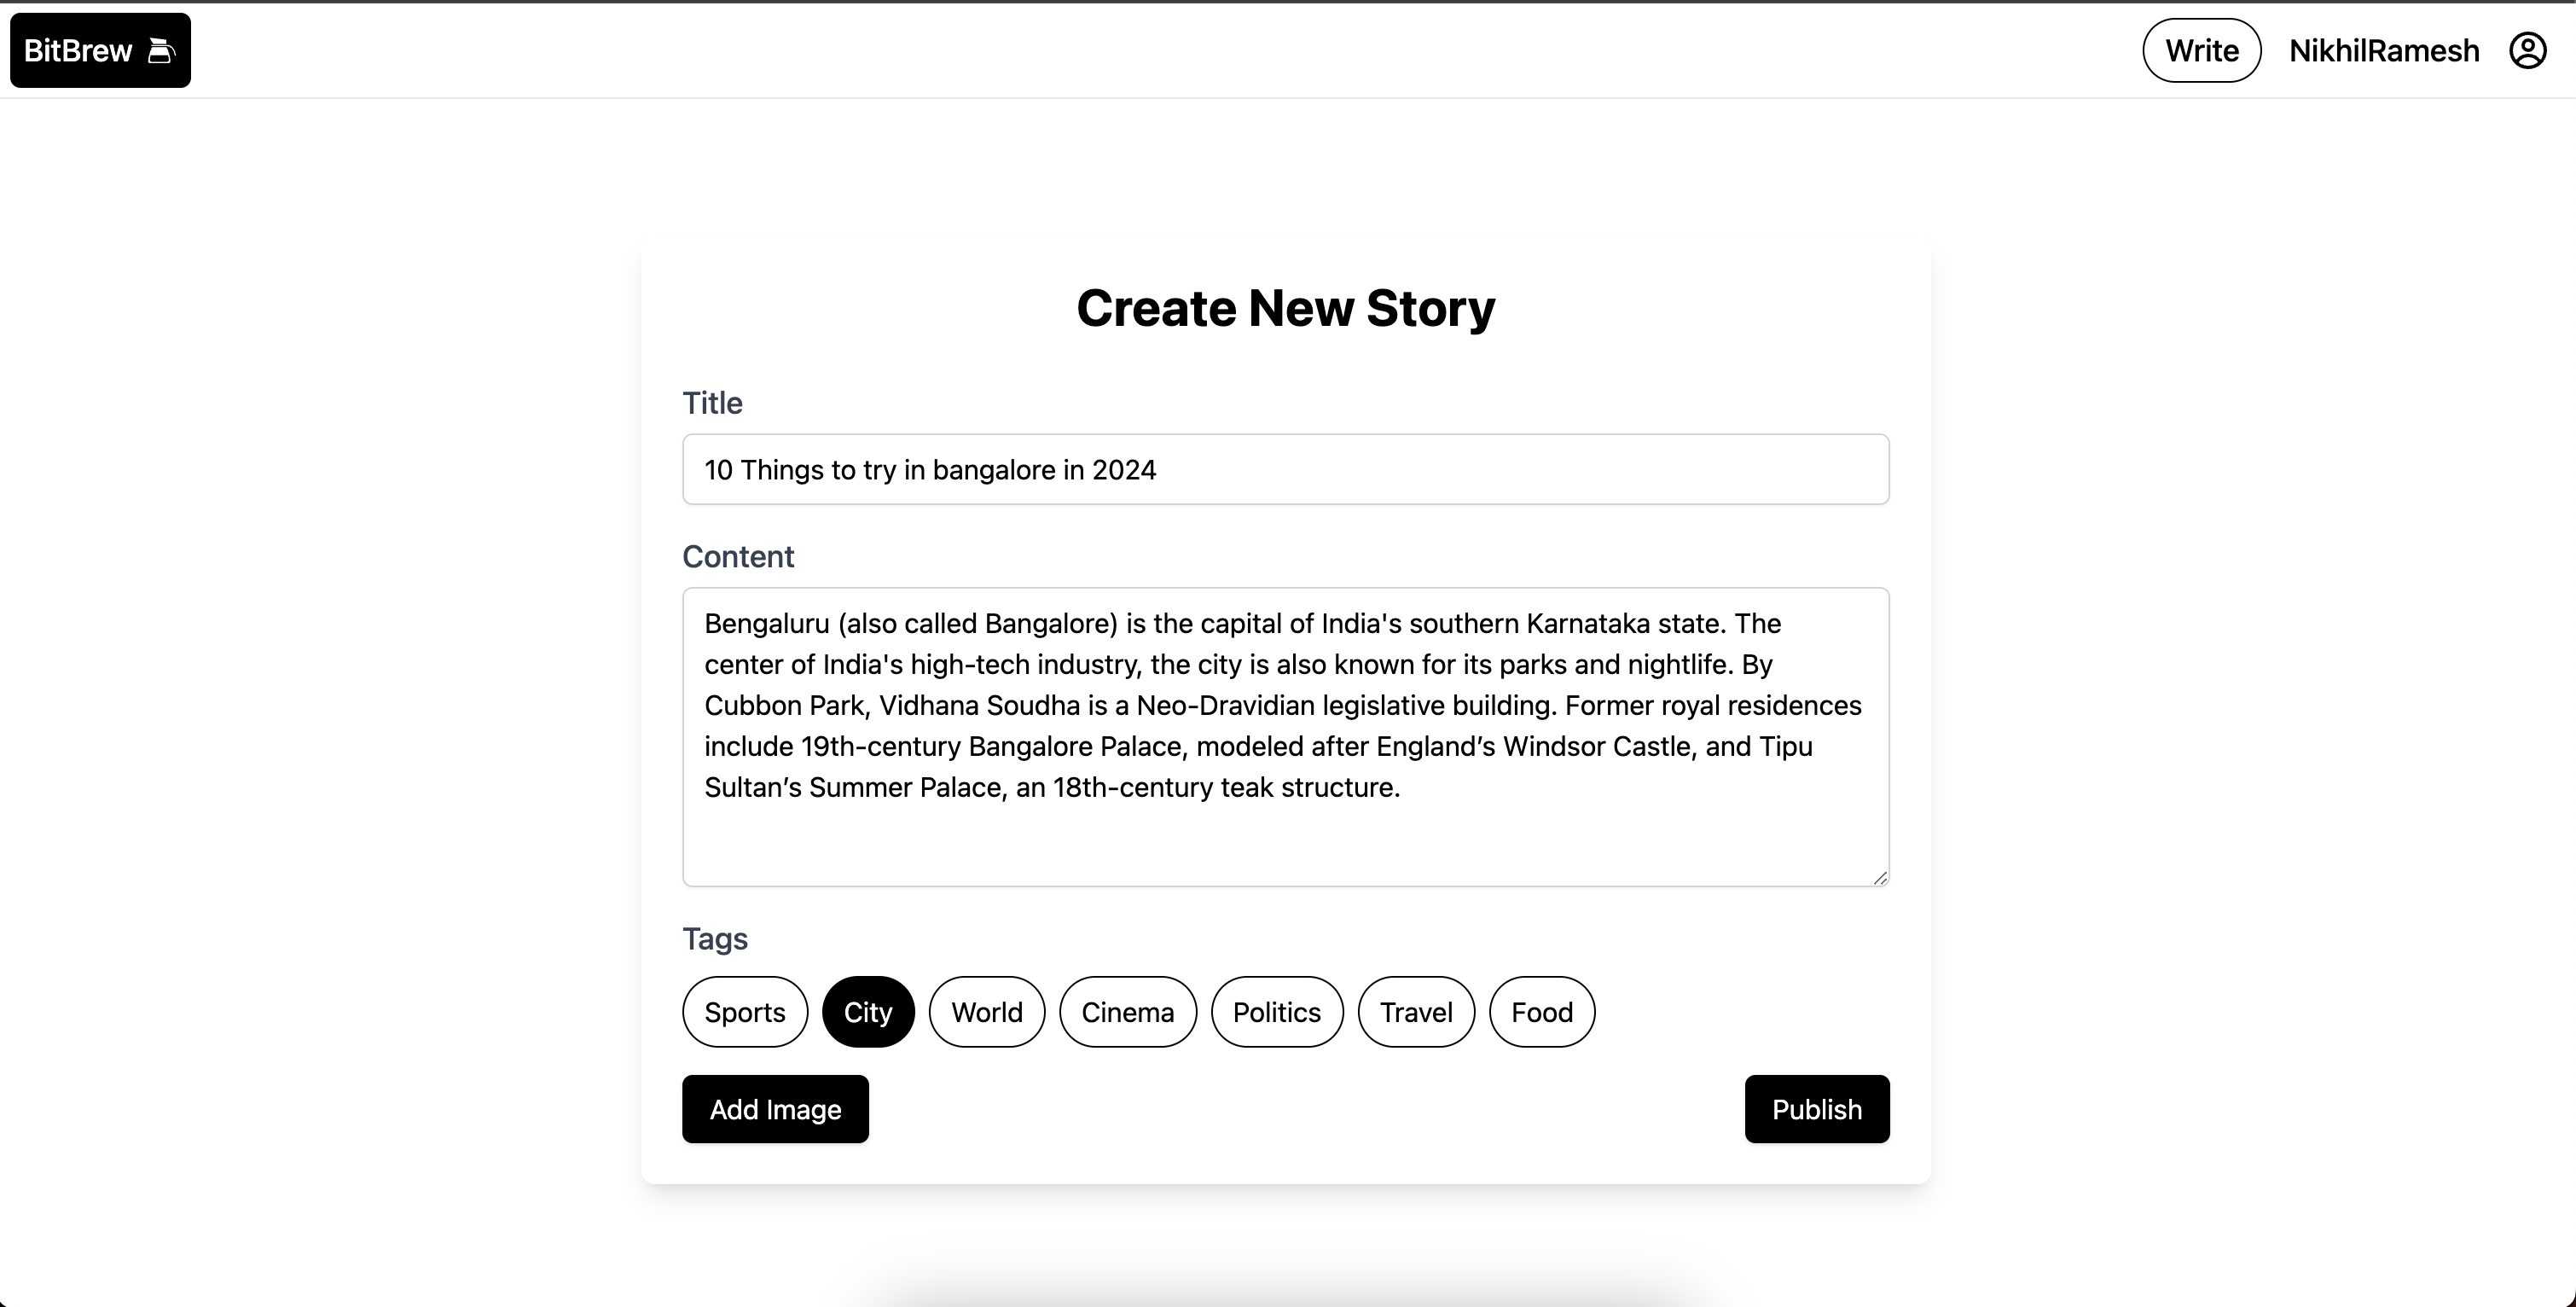 BitBrew
Write
NikhilRamesh
Create New Story
Title
10 Things to try in bangalore in 2024
Content
Bengaluru (also called Bangalore) is the capital of India's southern Karnataka state. The
center of India's high-tech industry, the city is also known for its parks and nightlife. By
Cubbon Park, Vidhana Soudha is a Neo-Dravidian legislative building. Former royal residences
include 19th-century Bangalore Palace, modeled after England’s Windsor Castle, and Tipu
Sultan’s Summer Palace, an 18th-century teak structure.
Tags
Sports City World Cinema Politics Travel Food
Add Image
Publish